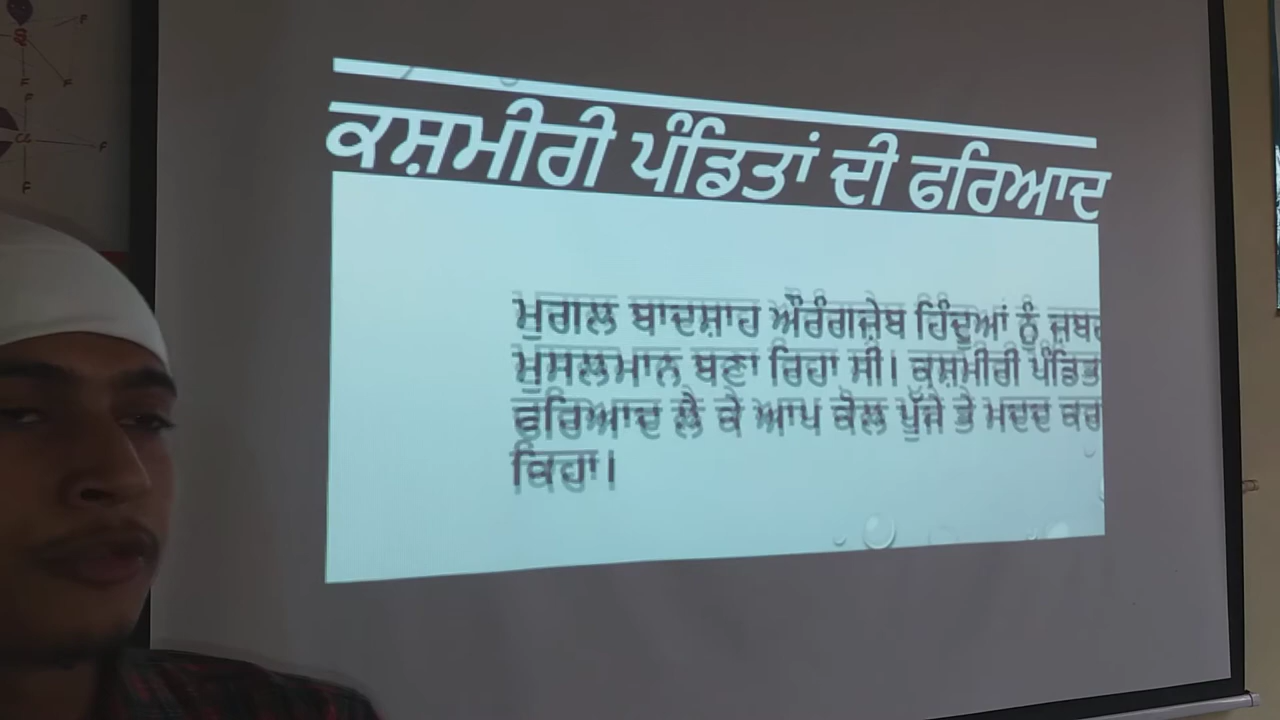 ਕਸ਼ਮੀਰੀ ਪੰਡਿਤਾਂ ਦੀ ਫਰਿਆਦ
ਮੁਗਲ ਬਾਦਸ਼ਾਹ ਔਰੰਗਜ਼ੇਬ ਹਿੰਦੂਆਂ ਨੂੰ
ਮੁਸਲਮਾਨ ਬਣਾ ਰਿਹਾ ਸੀ। ਕਸ਼ਮੀਰੀ
ਫਰਿਆਦ ਲੈ ਕੇ ਆਪ ਕੋਲ ਪੁੱਜੇ ਤੇ ਮਦਦ
ਕਿਹਾ।